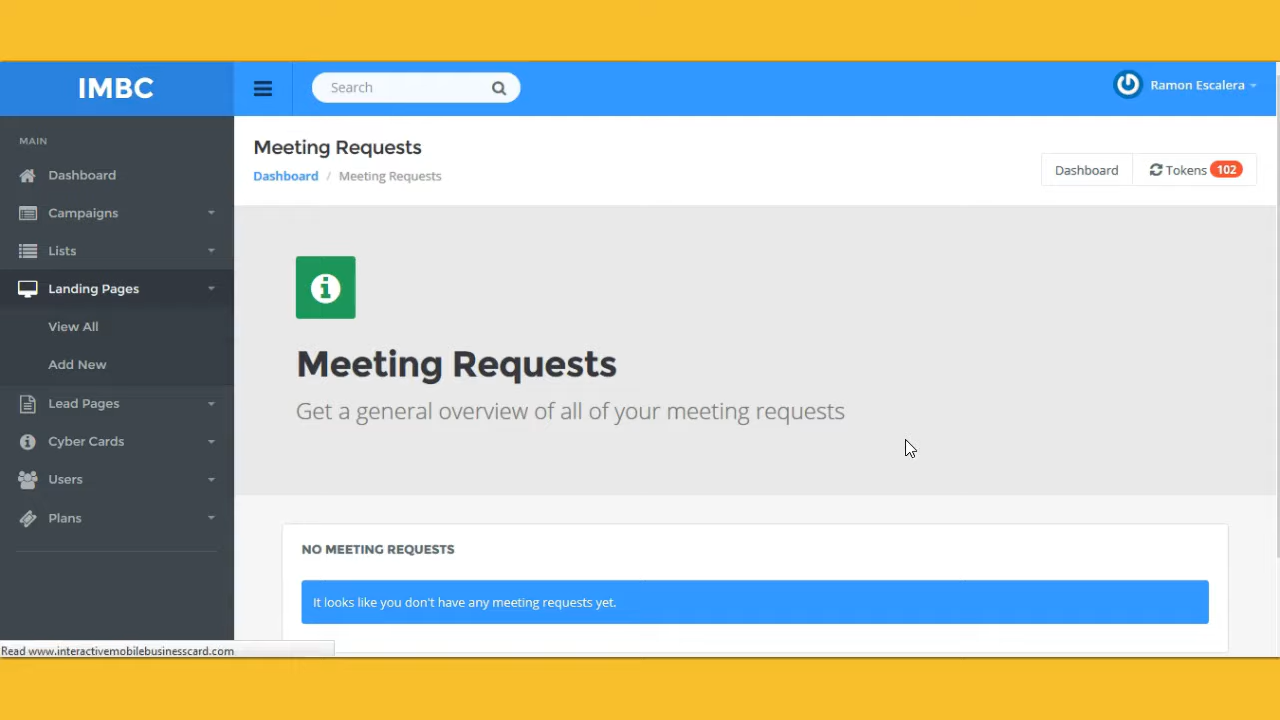 IMBC
Search
Ramon Escalera
MAIN
Dashboard
Campaigns
Lists
Landing Pages
View All
Add New
Lead Pages
Cyber Cards
Users
Plans
Meeting Requests
Dashboard / Meeting Requests
Dashboard
Tokens 102
Meeting Requests
Get a general overview of all of your meeting requests
NO MEETING REQUESTS
It looks like you don't have any meeting requests yet.
Read www.interactivemobilebusinesscard.com